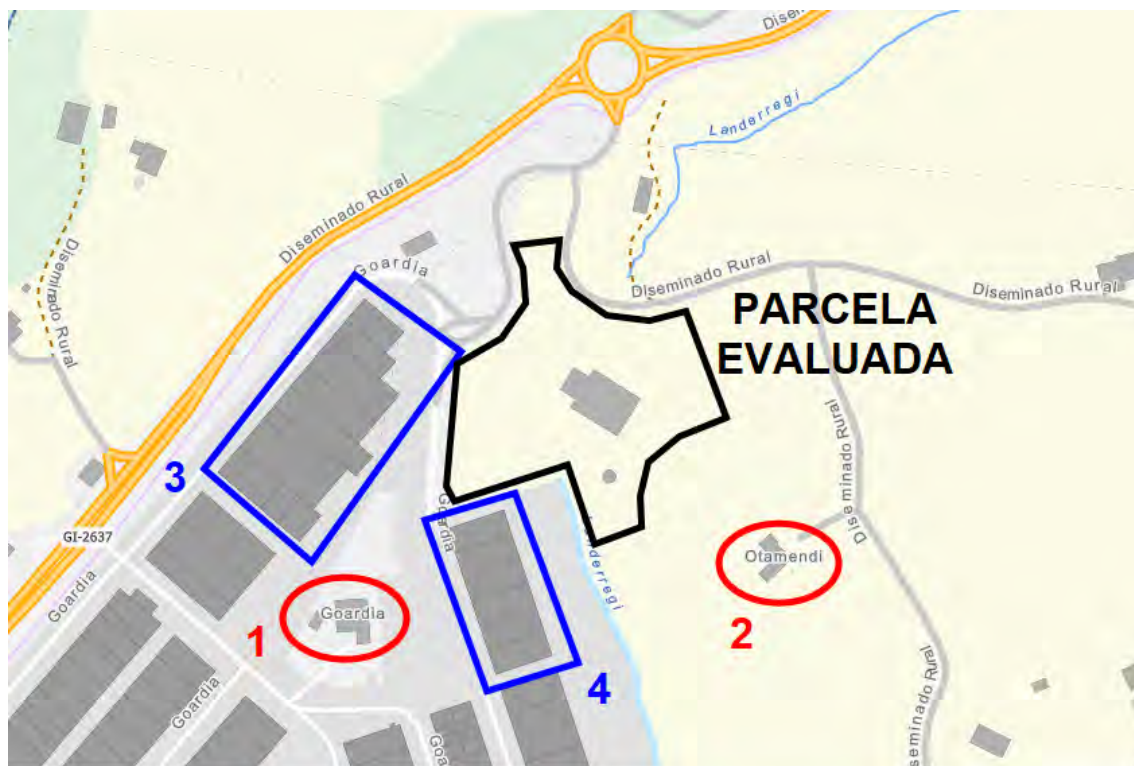 Landerregi
Diseminado Rural
Diseminado Rural
Goardia
Diseminado Rural
Diseminado Rural
PARCELA
EVALUADA
Diseminado Rural
3
Goardia
GI-2637
Goardia
Otamendi
Landerregi
Goardia
1
2
4
Goardia
Diseminado Rural
Goa